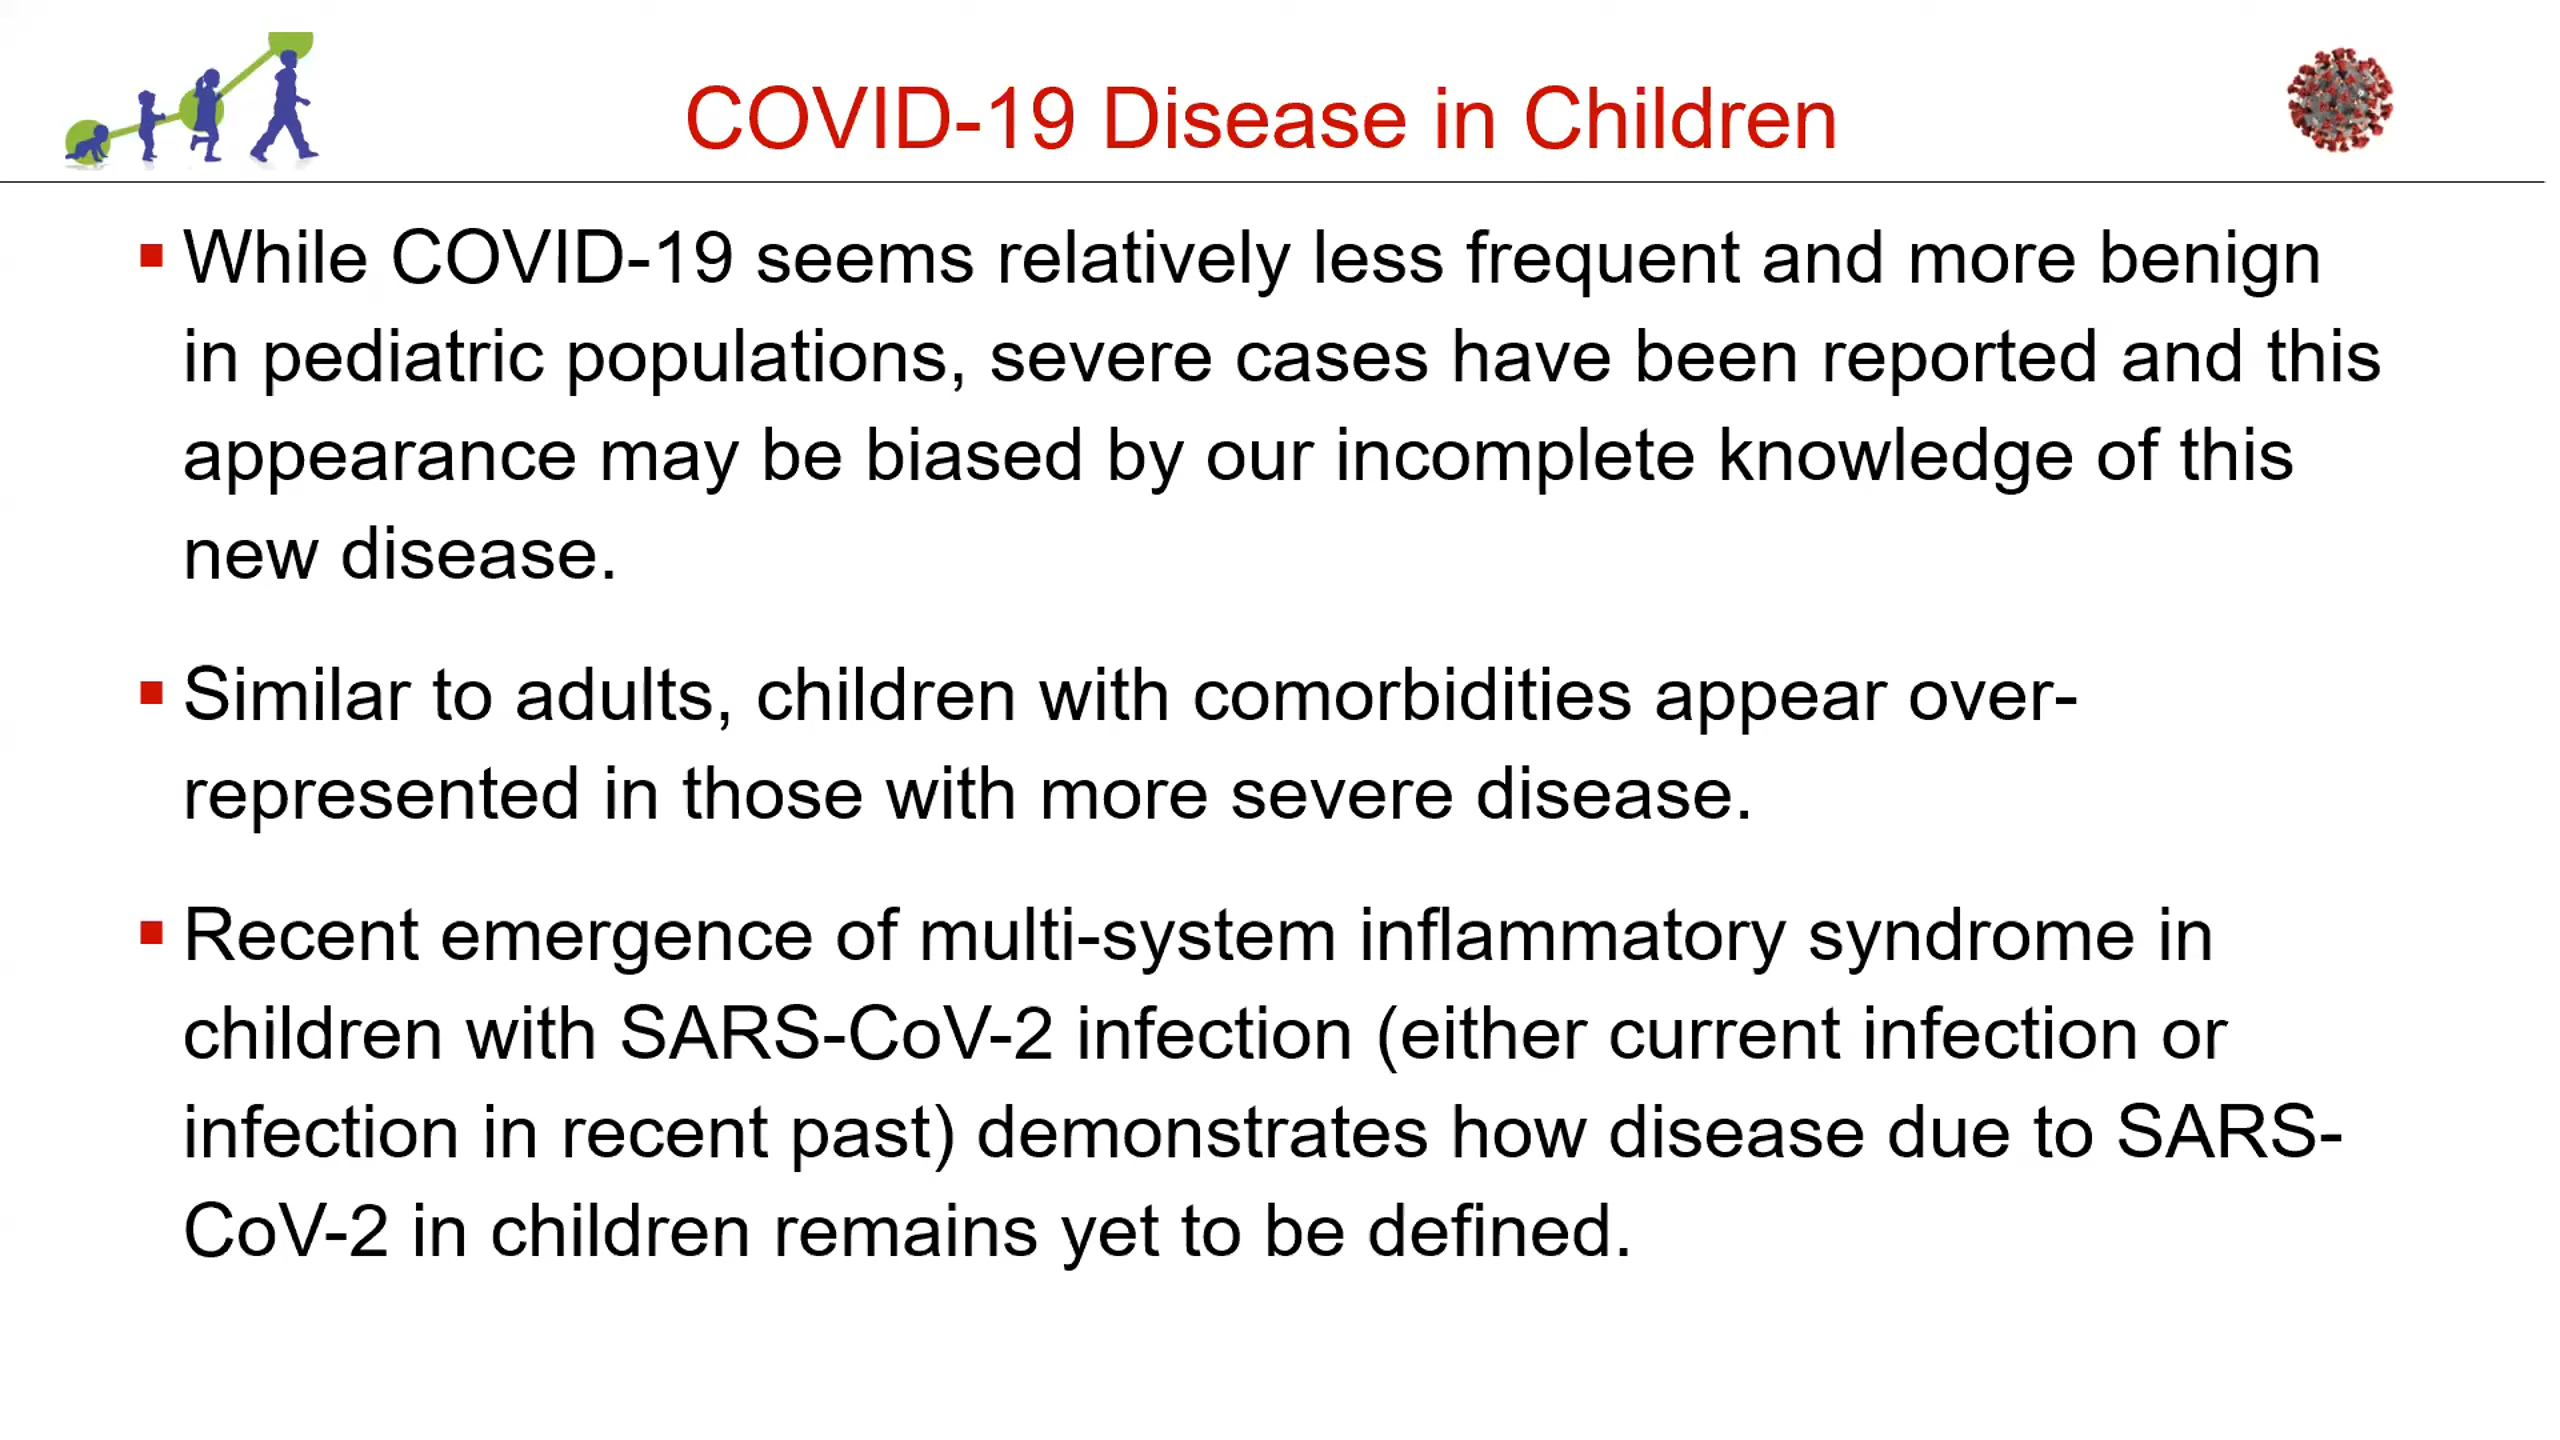 COVID-19 Disease in Children
▪ While COVID-19 seems relatively less frequent and more benign
in pediatric populations, severe cases have been reported and this
appearance may be biased by our incomplete knowledge of this
new disease.
▪ Similar to adults, children with comorbidities appear over-
represented in those with more severe disease.
▪ Recent emergence of multi-system inflammatory syndrome in
children with SARS-CoV-2 infection (either current infection or
infection in recent past) demonstrates how disease due to SARS-
CoV-2 in children remains yet to be defined.